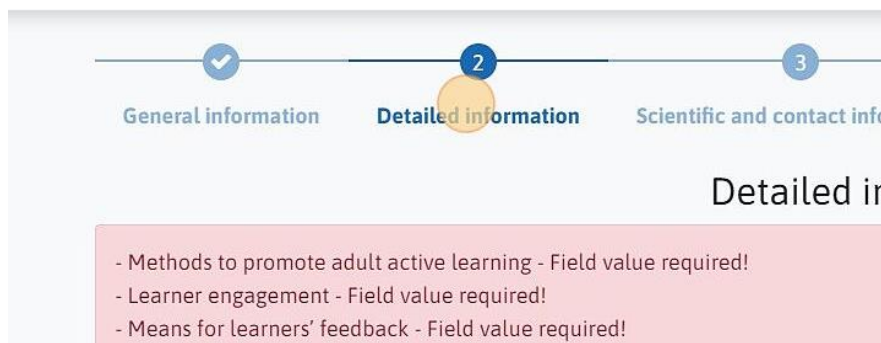 2
3
General information
Detailed information
Scientific and contact
Detailed
- Methods to promote adult active learning - Field value required!
- Learner engagement - Field value required!
- Means for learners’ feedback - Field value required!